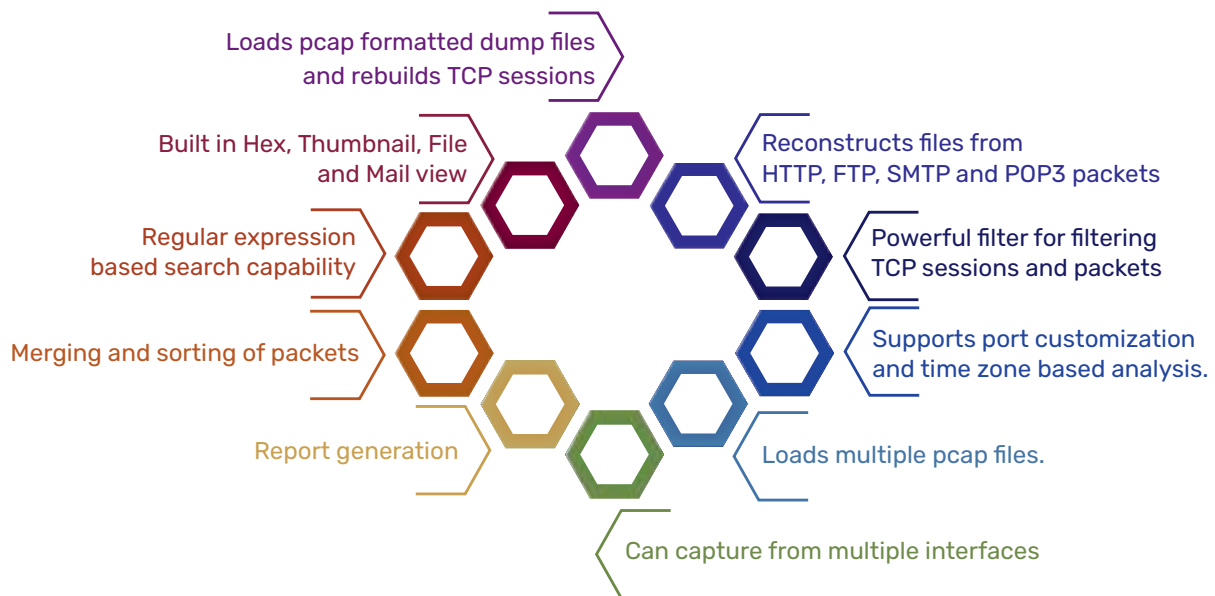 Loads pcap formatted dump files
and rebuilds TCP sessions
Built in Hex, Thumbnail, File
and Mail view
Reconstructs files from
HTTP, FTP, SMTP and POP3 packets
Regular expression
based search capability
Powerful filter for filtering
TCP sessions and packets
Merging and sorting of packets
Supports port customization
and time zone based analysis.
Report generation
Loads multiple pcap files.
Can capture from multiple interfaces